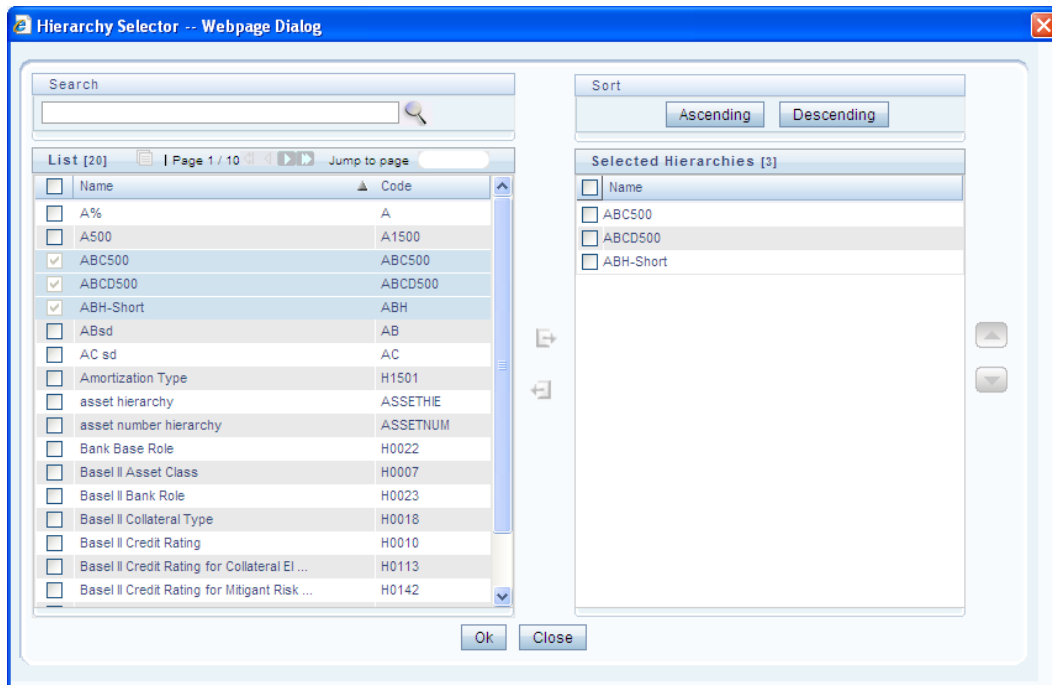 Hierarchy Selector -- Webpage Dialog
Search
Sort
Ascending Descending
List [20] | Page 1 / 10 Jump to page
Selected Hierarchies [3]
Name Code
Name
A% A
A500 A1500
ABC500 ABC500
ABCD500 ABCD500
ABH-Short ABH
ABsd AB
AC sd AC
Amortization Type H1501
asset hierarchy ASSETHIE
asset number hierarchy ASSETNUM
Bank Base Role H0022
Basel II Asset Class H0007
Basel II Bank Role H0023
Basel II Collateral Type H0018
Basel II Credit Rating H0010
Basel II Credit Rating for Collateral El ... H0113
Basel II Credit Rating for Mitigant Risk ... H0142
ABC500
ABCD500
ABH-Short
Ok Close